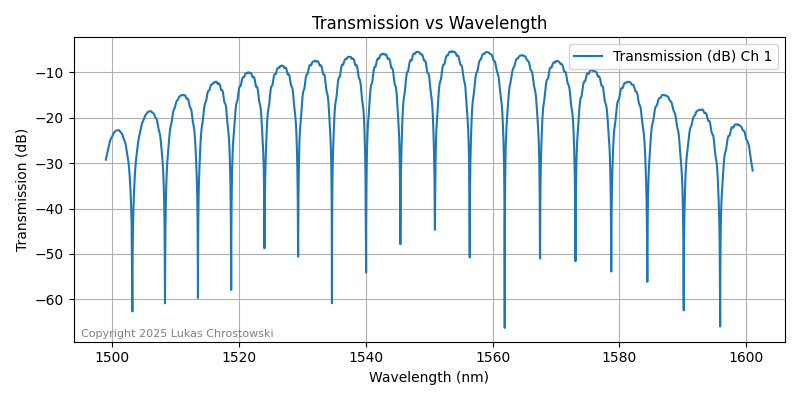 Transmission vs Wavelength
Transmission (dB) Ch 1
Transmission (dB)
−10
−20
−30
−40
−50
−60
Copyright 2025 Lukas Chrostowski
1500 1520 1540 1560 1580 1600
Wavelength (nm)